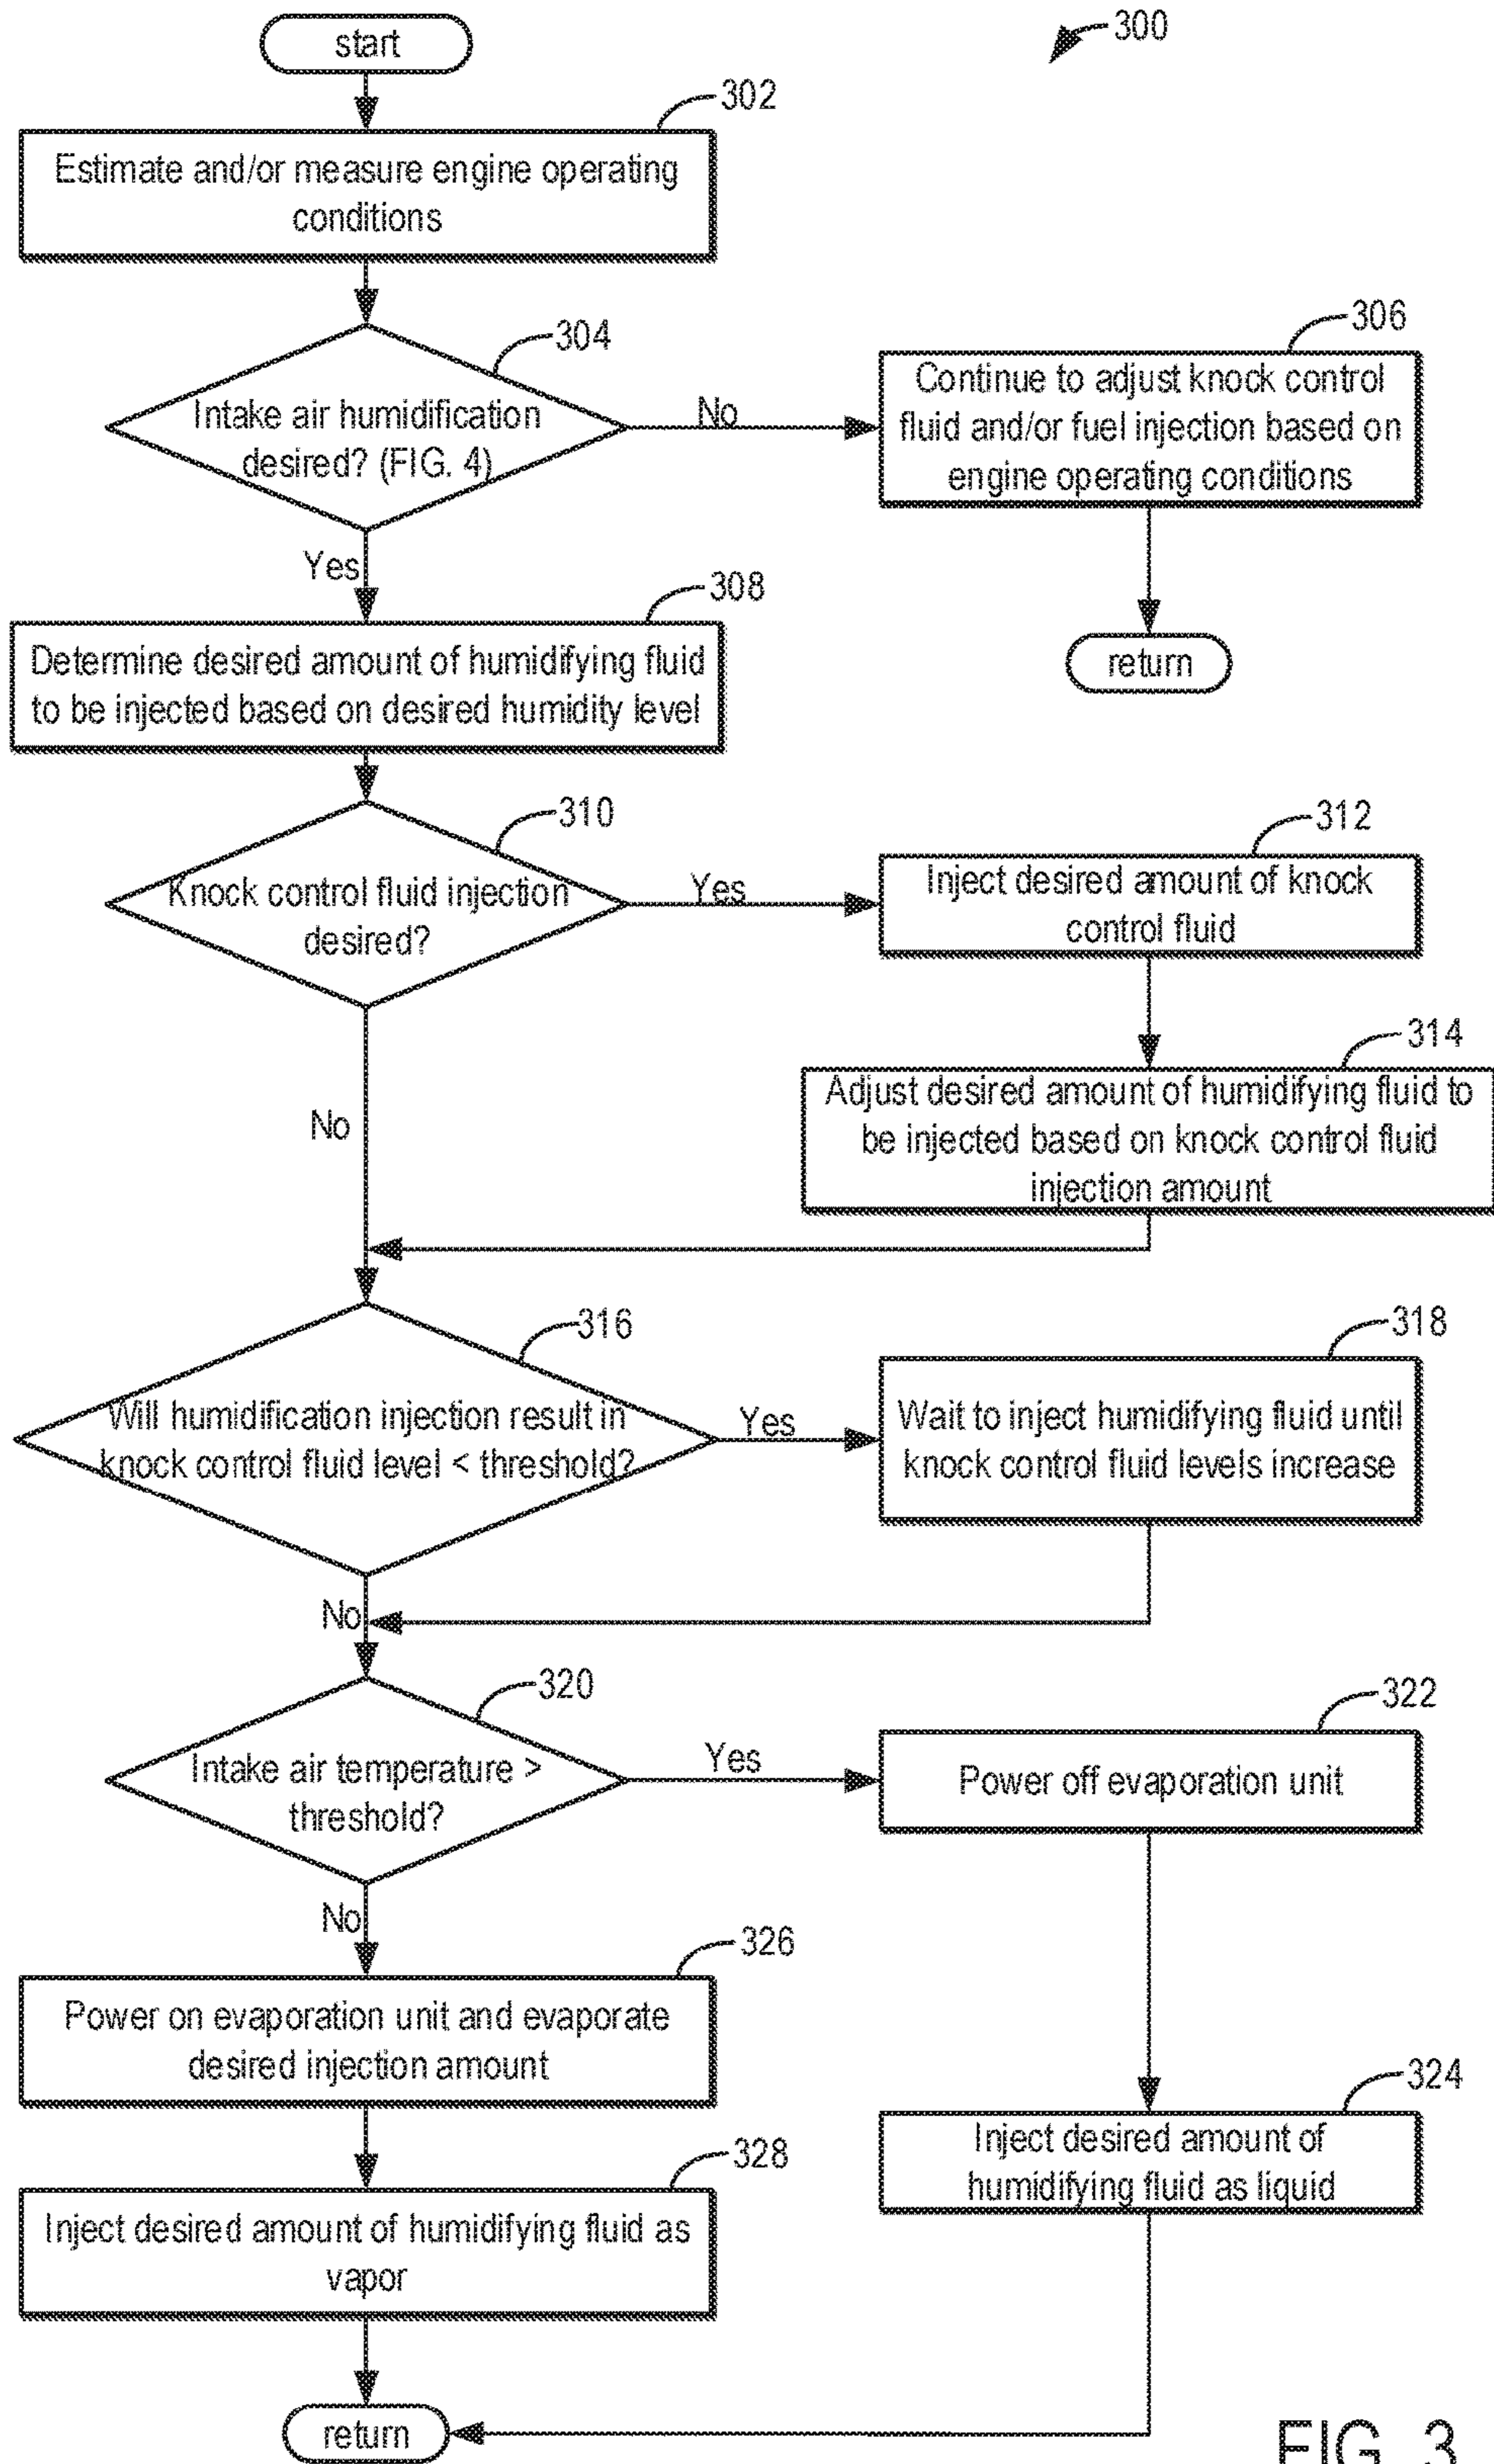 start
300
302
Estimate and/or measure engine operating
conditions
304
Intake air humidification
desired? (FIG. 4)
No
306
Continue to adjust knock control
fluid and/or fuel injection based on
engine operating conditions
return
Yes
308
Determine desired amount of humidifying fluid
to be injected based on desired humidity level
310
Knock control fluid injection
desired?
Yes
312
Inject desired amount of knock
control fluid
314
Adjust desired amount of humidifying fluid to
be injected based on knock control fluid
injection amount
No
316
Will humidification injection result in
knock control fluid level < threshold?
Yes
318
Wait to inject humidifying fluid until
knock control fluid levels increase
No
320
Intake air temperature >
threshold?
Yes
322
Power off evaporation unit
324
Inject desired amount of
humidifying fluid as liquid
No
326
Power on evaporation unit and evaporate
desired injection amount
328
Inject desired amount of humidifying fluid as
vapor
return
FIG. 3